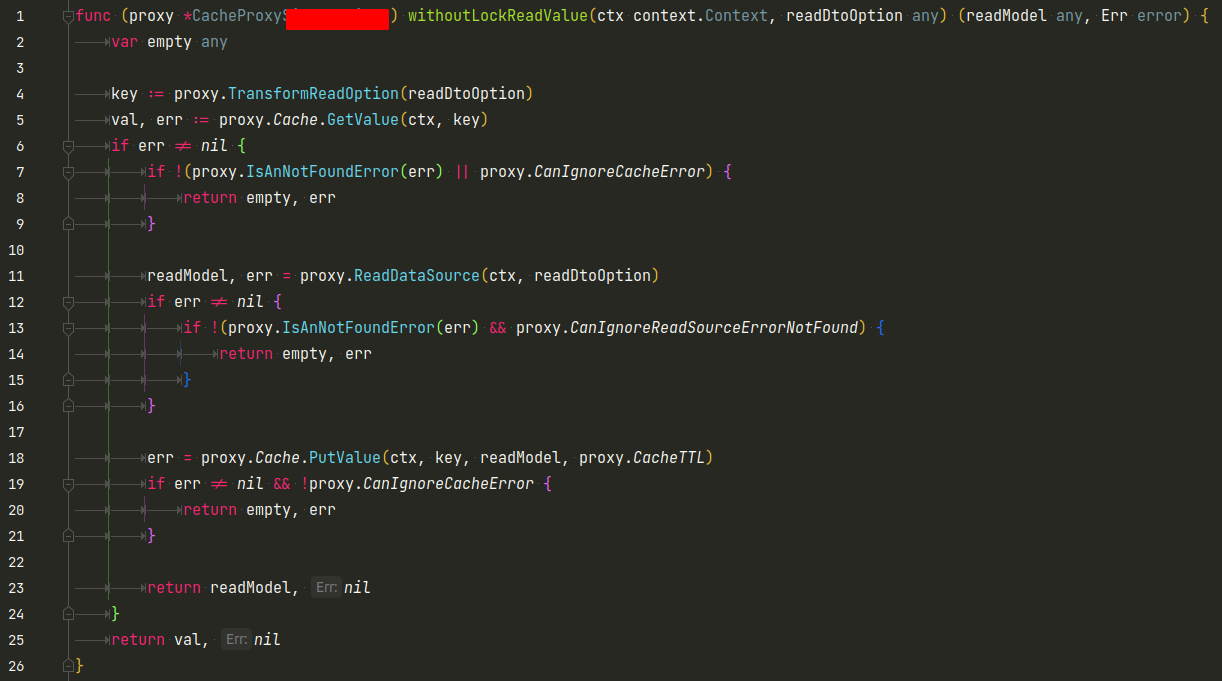 1 func (proxy *CacheProxyS ) withoutLockReadValue(ctx context.Context, readDtoOption any) (readModel any, Err error) {
2 var empty any
3
4 key := proxy.TransformReadOption(readDtoOption)
5 val, err := proxy.Cache.GetValue(ctx, key)
6 if err != nil {
7 if !(proxy.IsAnNotFoundError(err) || proxy.CanIgnoreCacheError) {
8 return empty, err
9 }
10
11 readModel, err = proxy.ReadDataSource(ctx, readDtoOption)
12 if err != nil {
13 if !(proxy.IsAnNotFoundError(err) && proxy.CanIgnoreReadSourceErrorNotFound) {
14 return empty, err
15 }
16 }
17
18 err = proxy.Cache.PutValue(ctx, key, readModel, proxy.CacheTTL)
19 if err != nil && !proxy.CanIgnoreCacheError {
20 return empty, err
21 }
22
23 return readModel, Err: nil
24 }
25 return val, Err: nil
26 }